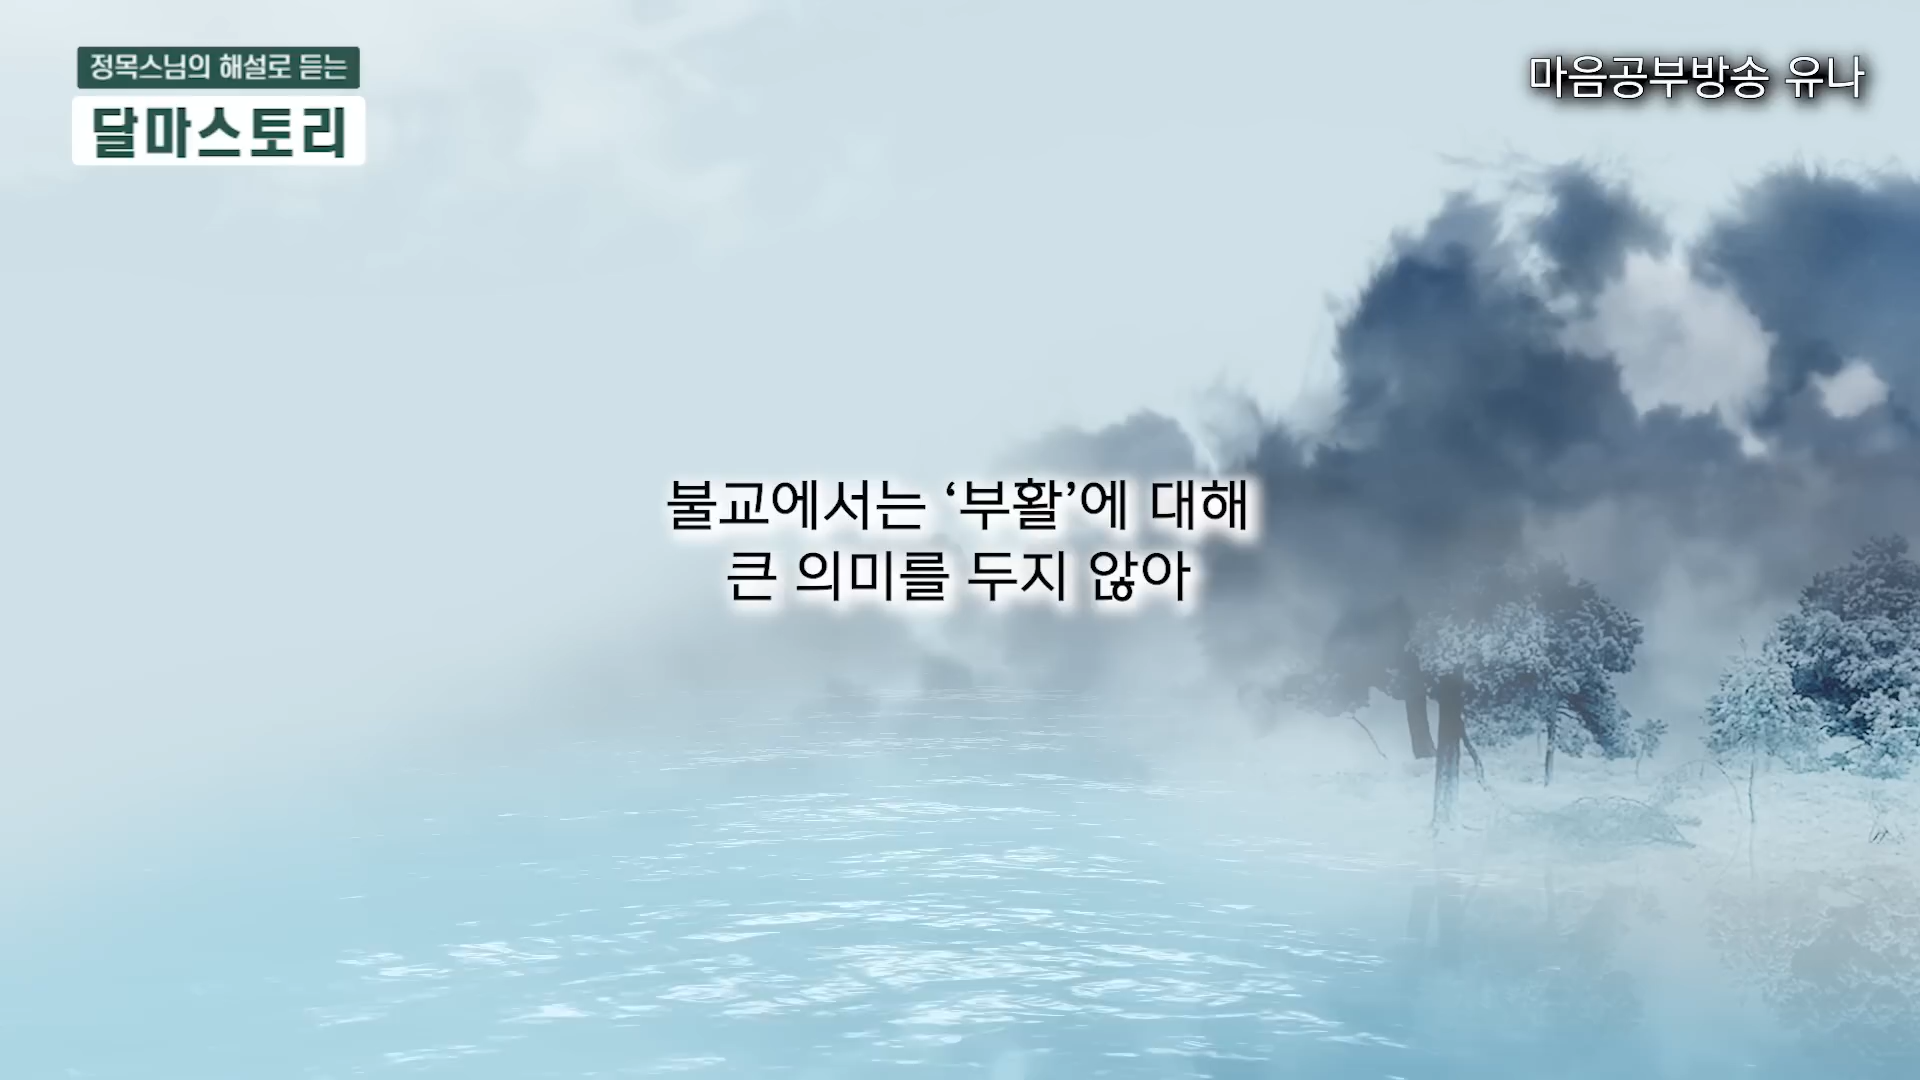 정목스님의 해설로 듣는
달마스토리
마음공부방송 유나
불교에서는 ‘부활’에 대해
큰 의미를 두지 않아